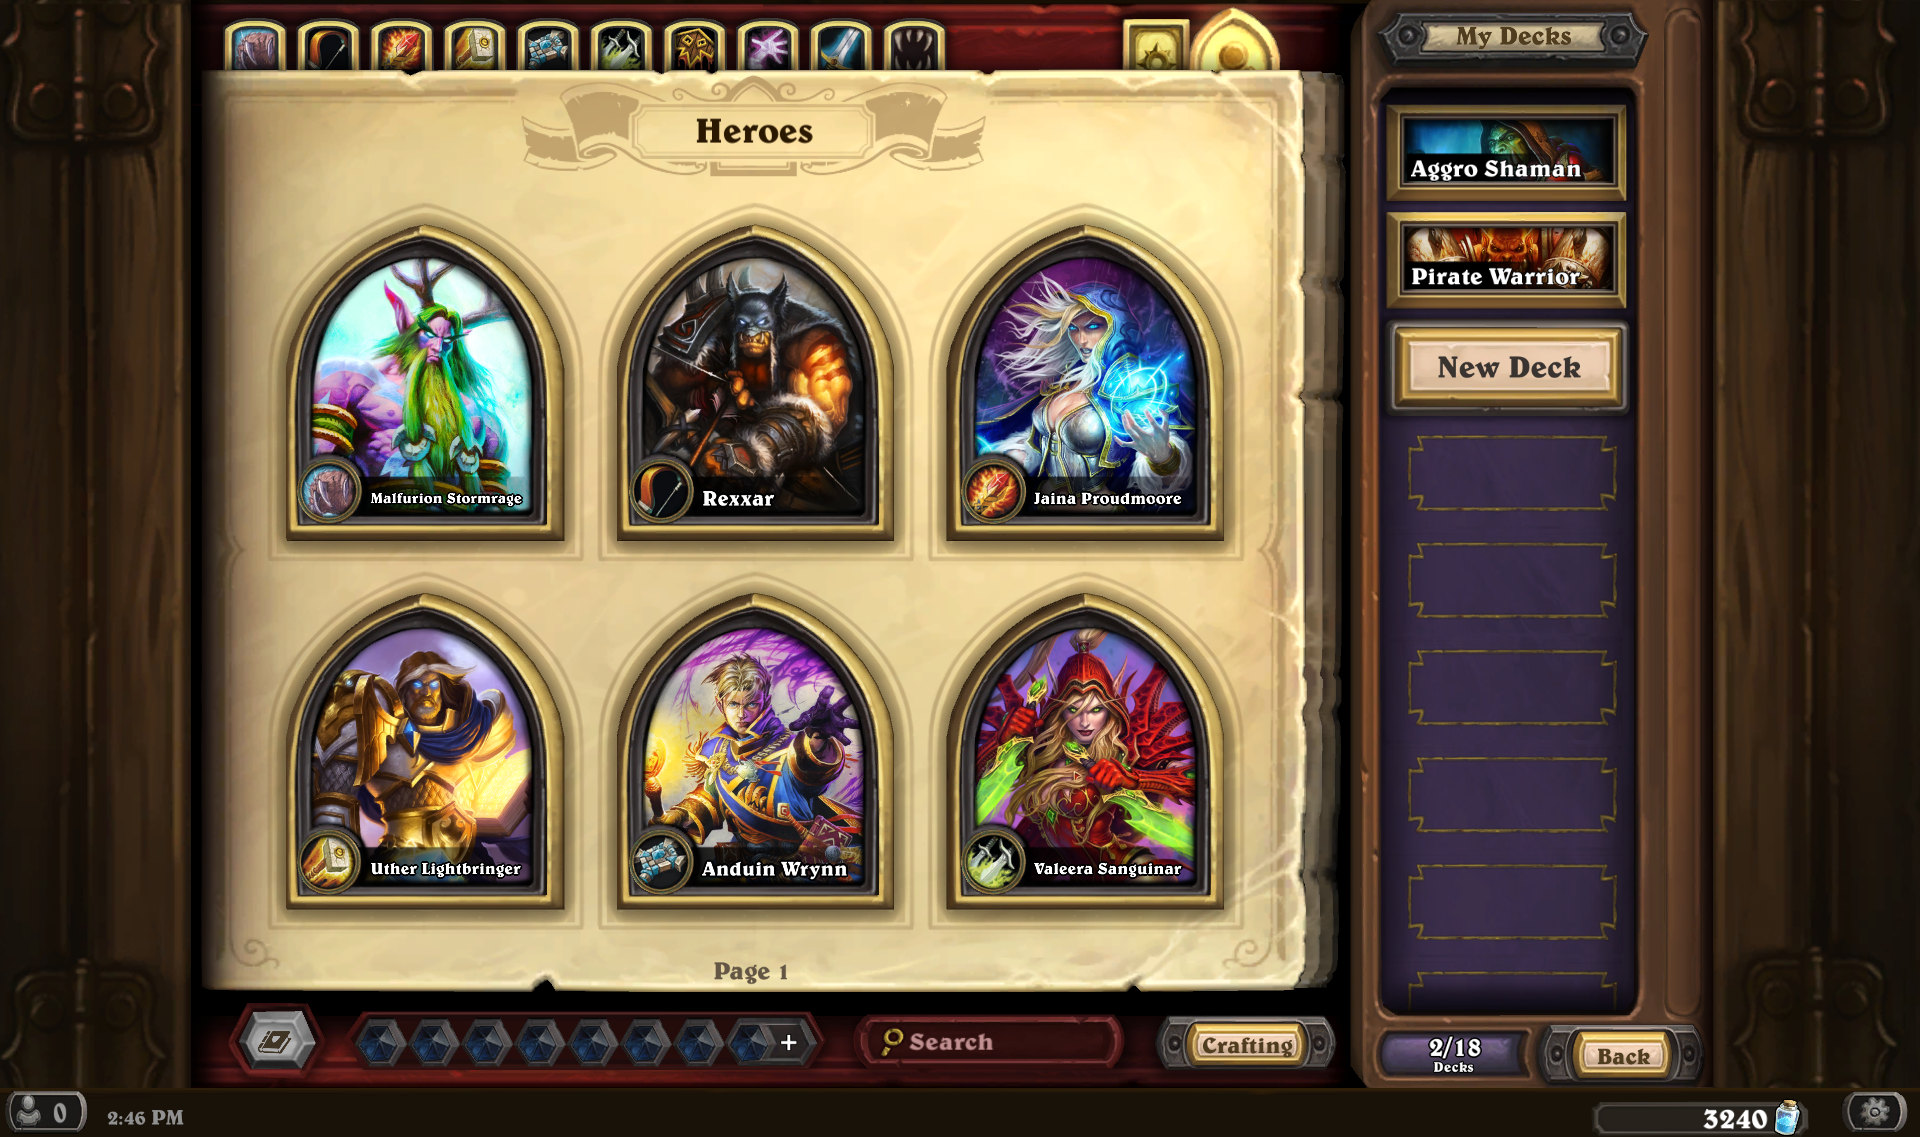 My Decks
Heroes
Aggro Shaman
Pirate Warrior
New Deck
Malfurion Stormrage
Rexxar
Jaina Proudmoore
Uther Lightbringer
Anduin Wrynn
Valeera Sanguinar
Page 1
+
Search
Crafting
2/18
Decks
Back
0
2:46 PM
3240